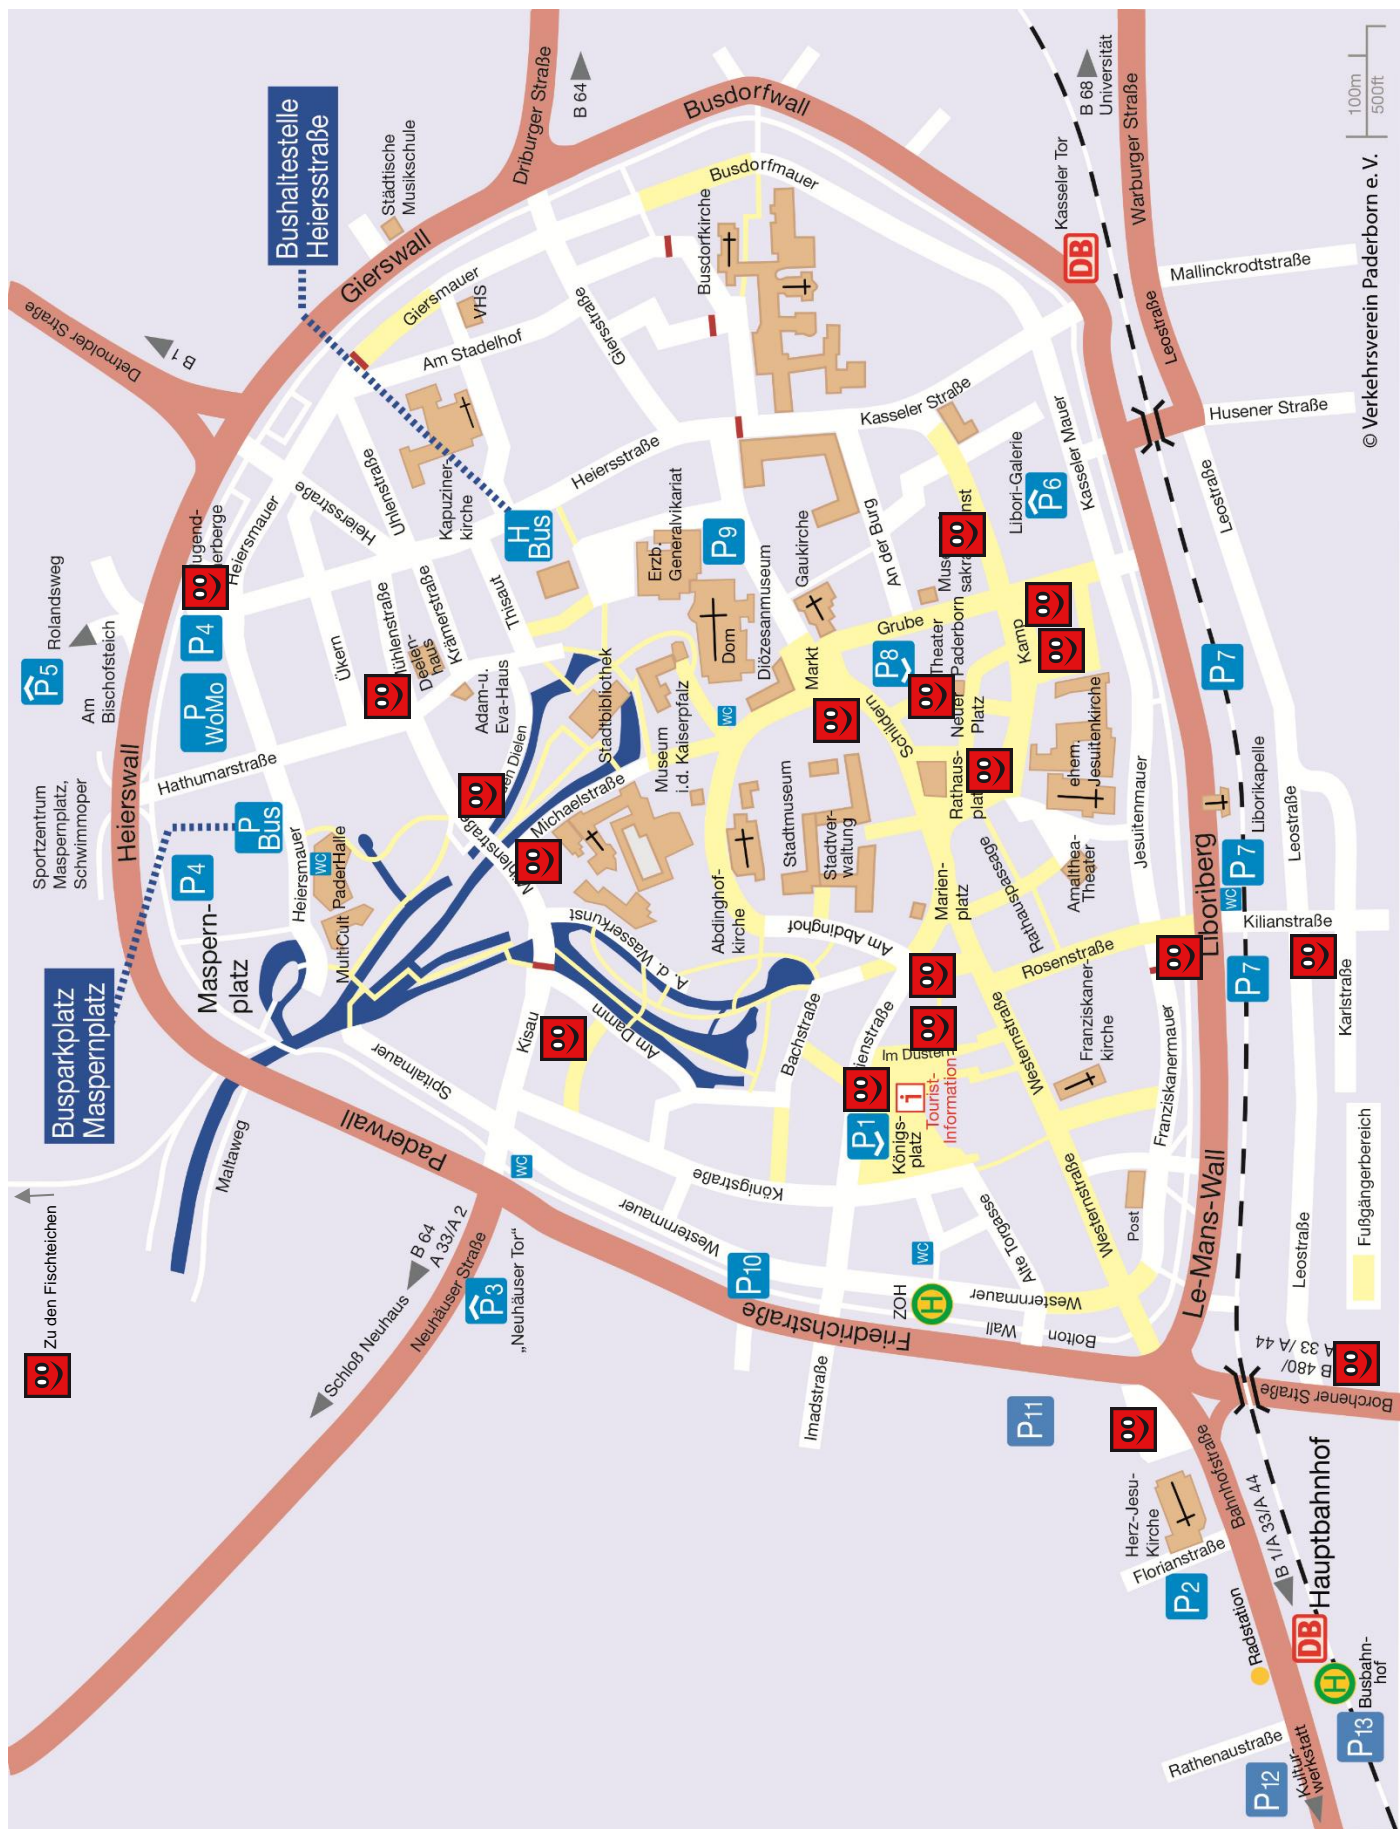 Zu den Fischteichen
Maltaweg
Busparkplatz
Maspernplatz
Sportzentrum
Maspernplatz,
Schwimmoper
Am
Bischofsteich
P5
Rolandsweg
B 1
Detmolder Straße
Bushaltestelle
Heiersstraße
Städtische
Musikschule
Driburger Straße
B 64
Busdorfwall
Gierswall
Heierswall
Paderwall
Schloß Neuhaus
B 64
A 33/A 2
Neuhäuser Straße
P3
„Neuhäuser Tor“
Maspern-
platz
P4
P
Bus
P
WoMo
P4
Heiersmauer
Heiersmauer
Hathumarstraße
MultiCult
PaderHalle
WC
Spitalmauer
Ükern
Mühlenstraße
Deelen-
haus
Krämerstraße
Adam-u.
Eva-Haus
Thisaut
Heiersstraße
Uhlenstraße
Kapuziner-
kirche
Am Stadelhof
Giersmauer
VHS
Giersstraße
Busdorfmauer
Busdorfkirche
H
Bus
Heiersstraße
Erzb.
Generalvikariat
P9
Dom
Diözesanmuseum
Gaukirche
Stadtbibliothek
Museum
i.d. Kaiserpfalz
Michaelstraße
WC
Abdinghof-
kirche
Stadtmuseum
Stadtver-
waltung
Am Abdinghof
A. d. Wasserkunst
Kisau
Am Damm
Bachstraße
Königstraße
Westernmauer
WC
P10
Friedrichstraße
Imadstraße
P1
Königs-
platz
i
Tourist-
Information
Im Düstern
Marien-
platz
Rathaus-
Rathauspassage
Schildern
Markt
Grube
P8
Theater
Paderborn
Neuer
Platz
An der Burg
Kasseler Straße
Libori-Galerie
P6
Kasseler Mauer
Kamp
ehem.
Jesuitenkirche
Jesuitenmauer
Amalthea-
Theater
Rosenstraße
Franziskaner-
kirche
Franziskanermauer
Westernstraße
Westernstraße
Alte Torgasse
Post
WC
ZOH
H
Westernmauer
Bolton
Wall
P11
Le-Mans-Wall
Liboriberg
Liborikapelle
WC
P7
P7
P7
Kilianstraße
Karlstraße
Leostraße
Leostraße
Leostraße
Leostraße
Husener Straße
Mallinckrodtstraße
Warburger Straße
Kasseler Tor
DB
B 68
Universität
100m
500ft
© Verkehrsverein Paderborn e. V.
Fußgängerbereich
B 480/
A 33 /A 44
Borchener Straße
Herz-Jesu-
Kirche
Florianstraße
P2
Bahnhofstraße
B 1/A 33/A 44
Hauptbahnhof
DB
Radstation
H
Busbahn-
hof
P13
P12
Rathenaustraße
Kultur-
werkstatt